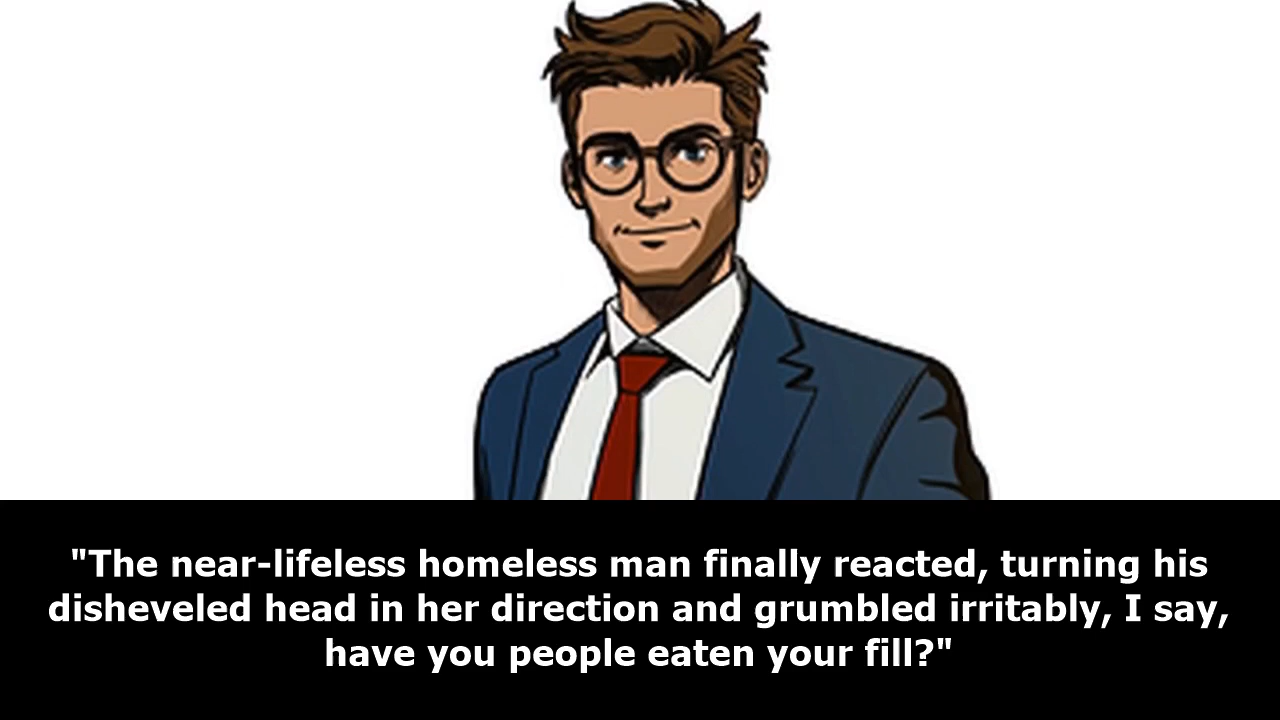 "The near-lifeless homeless man finally reacted, turning his
disheveled head in her direction and grumbled irritably, I say,
have you people eaten your fill?"